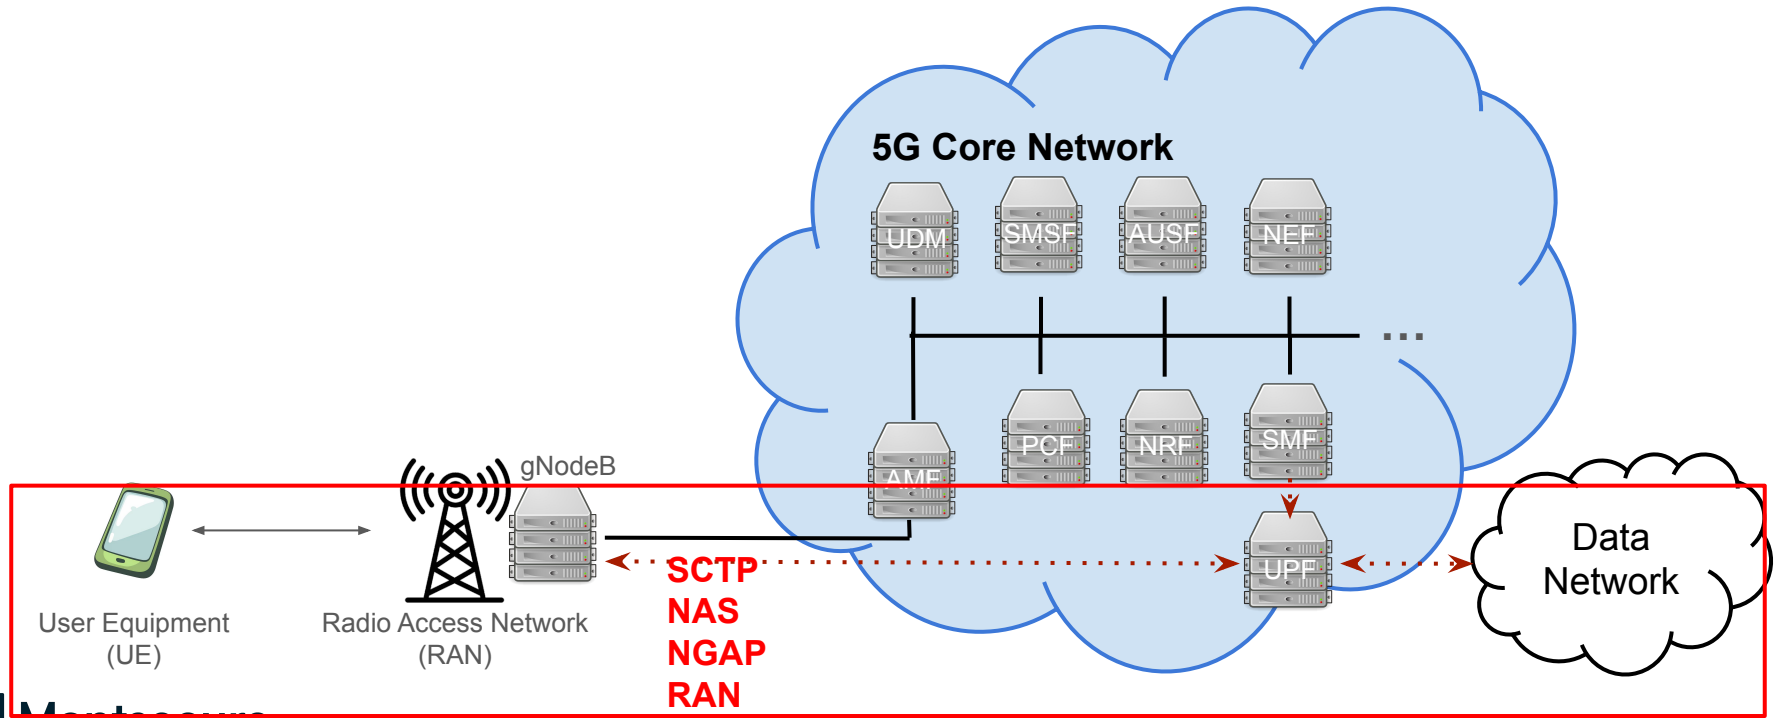 5G Core Network
UDM
SMSF
AUSF
NEF
...
PCF
NRF
SMF
AMF
gNodeB
UPF
Data
Network
SCTP
NAS
NGAP
RAN
User Equipment
(UE)
Radio Access Network
(RAN)